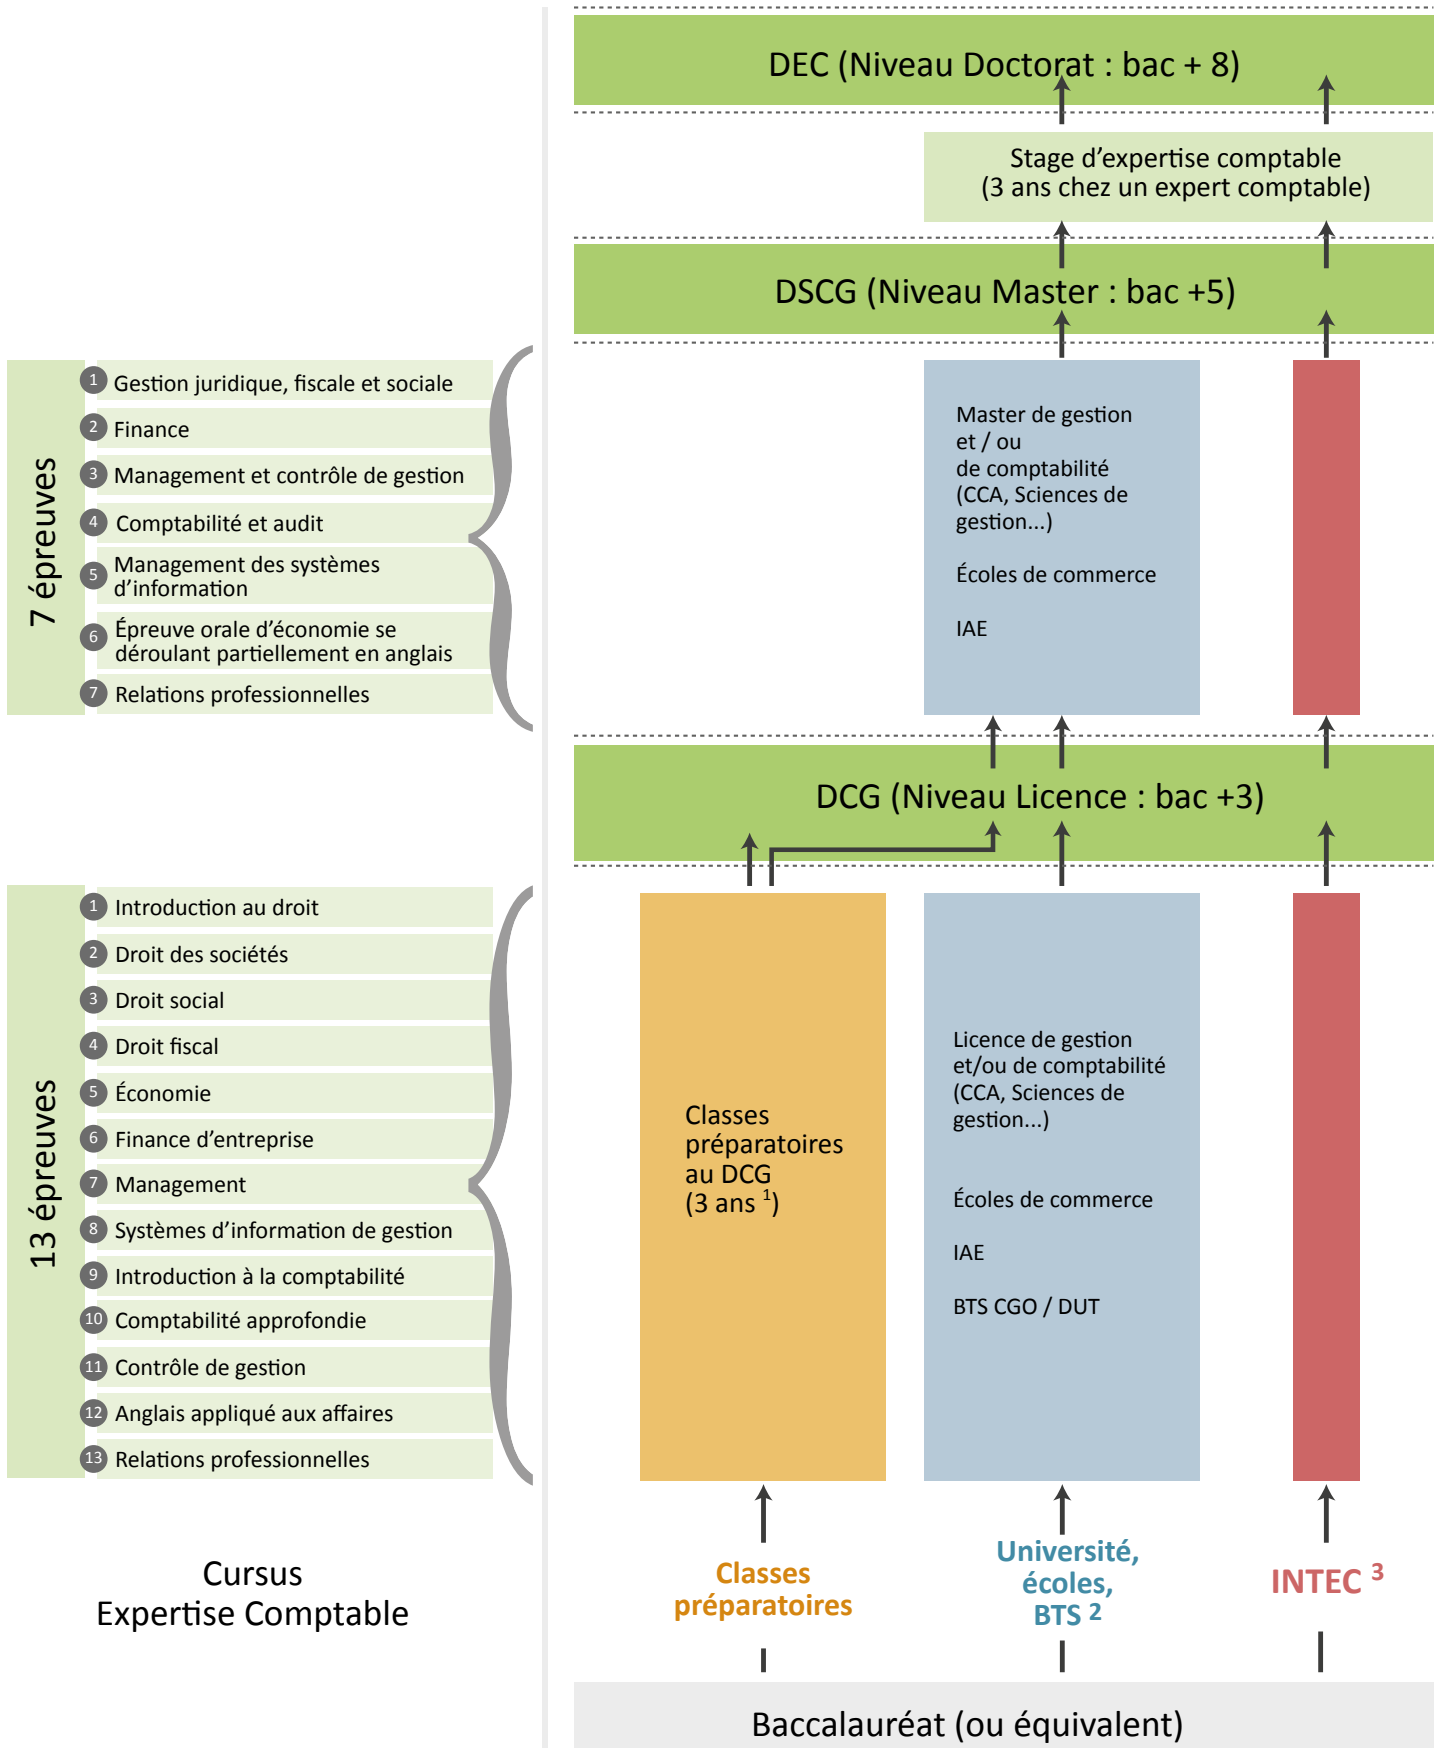 DEC (Niveau Doctorat : bac + 8)
Stage d’expertise comptable
(3 ans chez un expert comptable)
DSCG (Niveau Master : bac +5)
7 épreuves
1 Gestion juridique, fiscale et sociale
2 Finance
3 Management et contrôle de gestion
4 Comptabilité et audit
5 Management des systèmes
d’information
6 Épreuve orale d’économie se
déroulant partiellement en anglais
7 Relations professionnelles
Master de gestion
et / ou
de comptabilité
(CCA, Sciences de
gestion...)
Écoles de commerce
IAE
DCG (Niveau Licence : bac +3)
13 épreuves
1 Introduction au droit
2 Droit des sociétés
3 Droit social
4 Droit fiscal
5 Économie
6 Finance d’entreprise
7 Management
8 Systèmes d’information de gestion
9 Introduction à la comptabilité
10 Comptabilité approfondie
11 Contrôle de gestion
12 Anglais appliqué aux affaires
13 Relations professionnelles
Classes
préparatoires
au DCG
(3 ans 1)
Licence de gestion
et/ou de comptabilité
(CCA, Sciences de
gestion...)
Écoles de commerce
IAE
BTS CGO / DUT
Cursus
Expertise Comptable
Classes
préparatoires
Université,
écoles,
BTS 2
INTEC 3
Baccalauréat (ou équivalent)